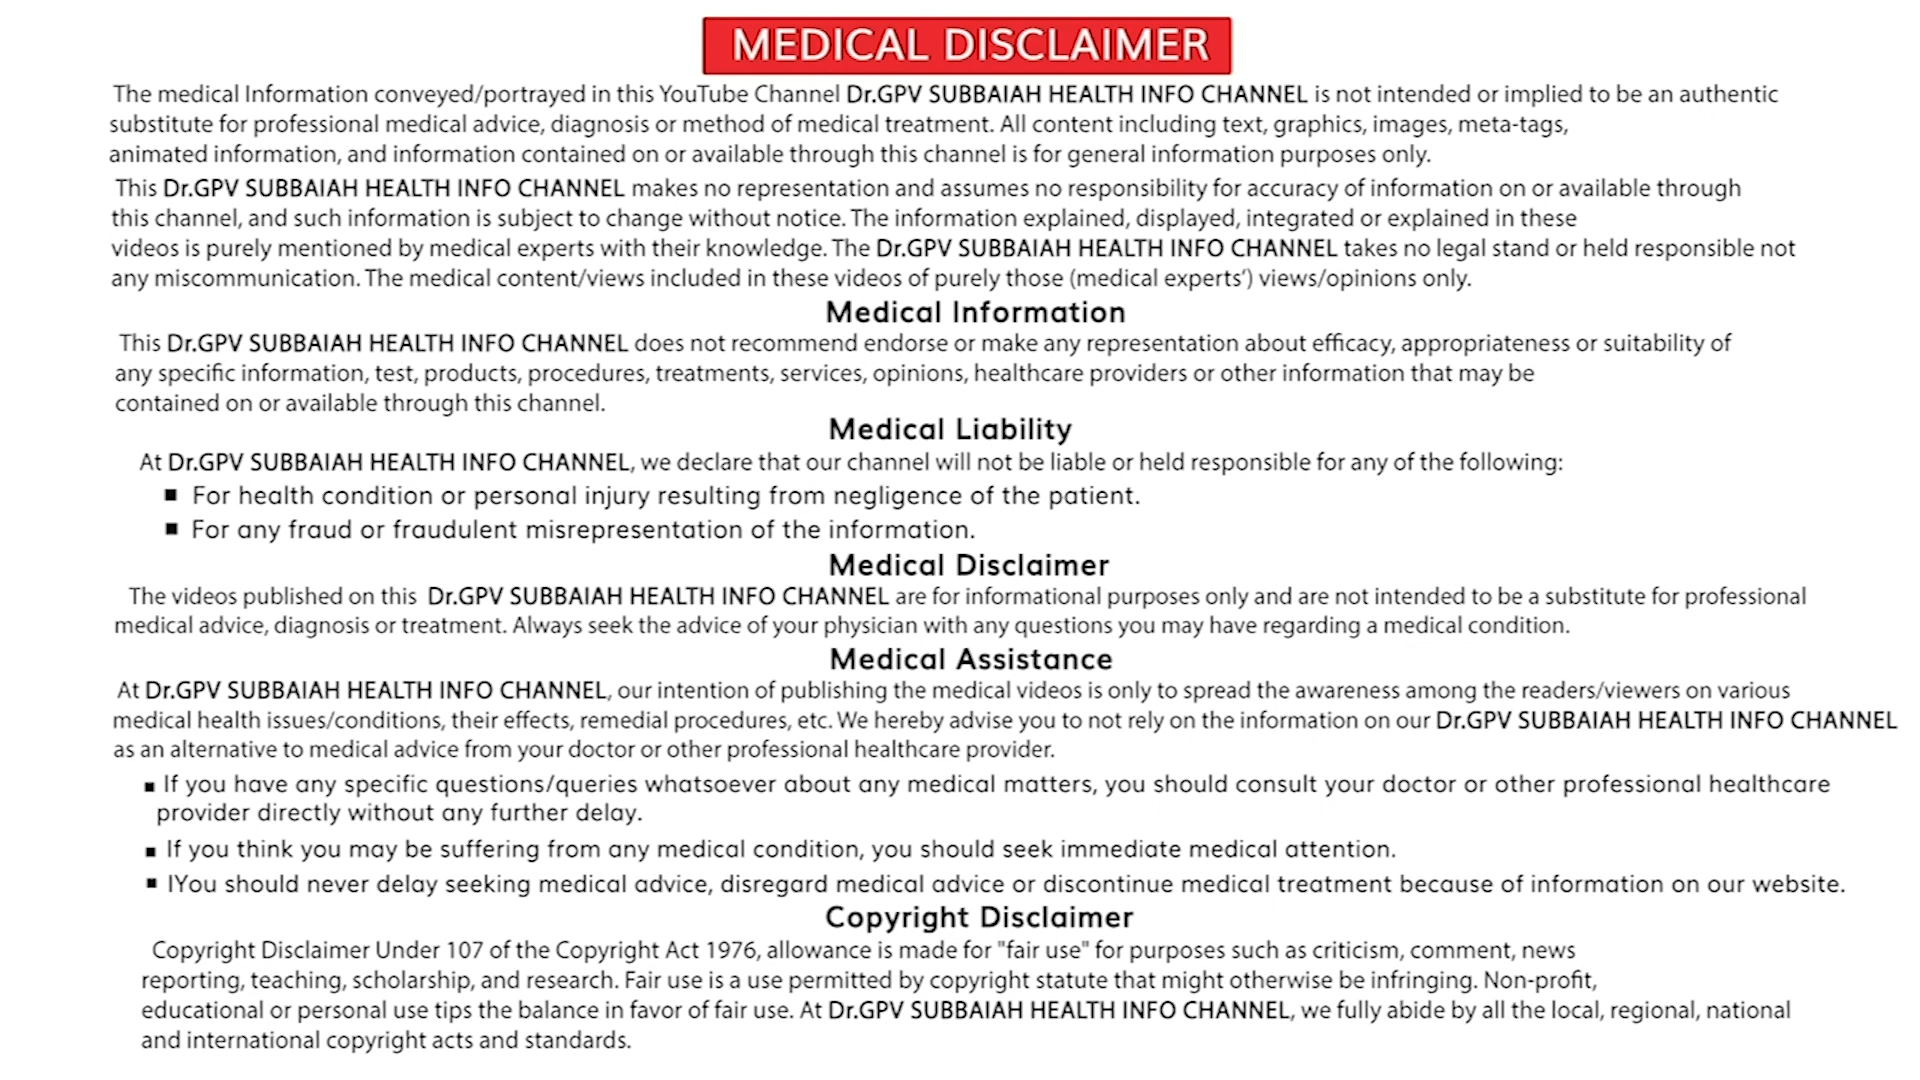 MEDICAL DISCLAIMER
The medical Information conveyed/portrayed in this YouTube Channel Dr.GPV SUBBAIAH HEALTH INFO CHANNEL is not intended or implied to be an authentic
substitute for professional medical advice, diagnosis or method of medical treatment. All content including text, graphics, images, meta-tags,
animated information, and information contained on or available through this channel is for general information purposes only.
This Dr.GPV SUBBAIAH HEALTH INFO CHANNEL makes no representation and assumes no responsibility for accuracy of information on or available through
this channel, and such information is subject to change without notice. The information explained, displayed, integrated or explained in these
videos is purely mentioned by medical experts with their knowledge. The Dr.GPV SUBBAIAH HEALTH INFO CHANNEL takes no legal stand or held responsible not
any miscommunication. The medical content/views included in these videos of purely those (medical experts') views/opinions only.
Medical Information
This Dr.GPV SUBBAIAH HEALTH INFO CHANNEL does not recommend endorse or make any representation about efficacy, appropriateness or suitability of
any specific information, test, products, procedures, treatments, services, opinions, healthcare providers or other information that may be
contained on or available through this channel.
Medical Liability
At Dr.GPV SUBBAIAH HEALTH INFO CHANNEL, we declare that our channel will not be liable or held responsible for any of the following:
■ For health condition or personal injury resulting from negligence of the patient.
■ For any fraud or fraudulent misrepresentation of the information.
Medical Disclaimer
The videos published on this Dr.GPV SUBBAIAH HEALTH INFO CHANNEL are for informational purposes only and are not intended to be a substitute for professional
medical advice, diagnosis or treatment. Always seek the advice of your physician with any questions you may have regarding a medical condition.
Medical Assistance
At Dr.GPV SUBBAIAH HEALTH INFO CHANNEL, our intention of publishing the medical videos is only to spread the awareness among the readers/viewers on various
medical health issues/conditions, their effects, remedial procedures, etc. We hereby advise you to not rely on the information on our Dr.GPV SUBBAIAH HEALTH INFO CHANNEL
as an alternative to medical advice from your doctor or other professional healthcare provider.
■ If you have any specific questions/queries whatsoever about any medical matters, you should consult your doctor or other professional healthcare
provider directly without any further delay.
■ If you think you may be suffering from any medical condition, you should seek immediate medical attention.
■ lYou should never delay seeking medical advice, disregard medical advice or discontinue medical treatment because of information on our website.
Copyright Disclaimer
Copyright Disclaimer Under 107 of the Copyright Act 1976, allowance is made for "fair use" for purposes such as criticism, comment, news
reporting, teaching, scholarship, and research. Fair use is a use permitted by copyright statute that might otherwise be infringing. Non-profit,
educational or personal use tips the balance in favor of fair use. At Dr.GPV SUBBAIAH HEALTH INFO CHANNEL, we fully abide by all the local, regional, national
and international copyright acts and standards.